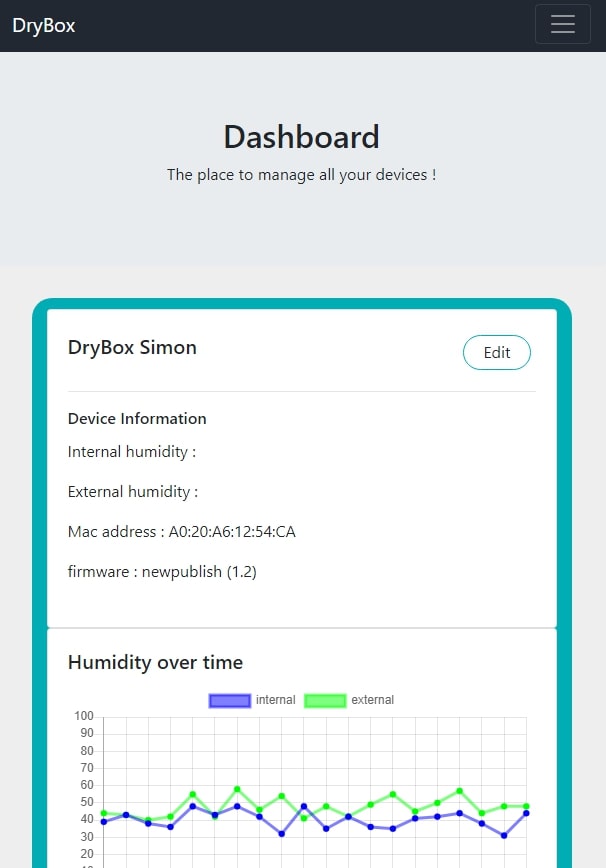 DryBox
Dashboard
The place to manage all your devices !
DryBox Simon
Edit
Device Information
Internal humidity :
External humidity :
Mac address : A0:20:A6:12:54:CA
firmware : newpublish (1.2)
Humidity over time
internal external
100
90
80
70
60
50
40
30
20